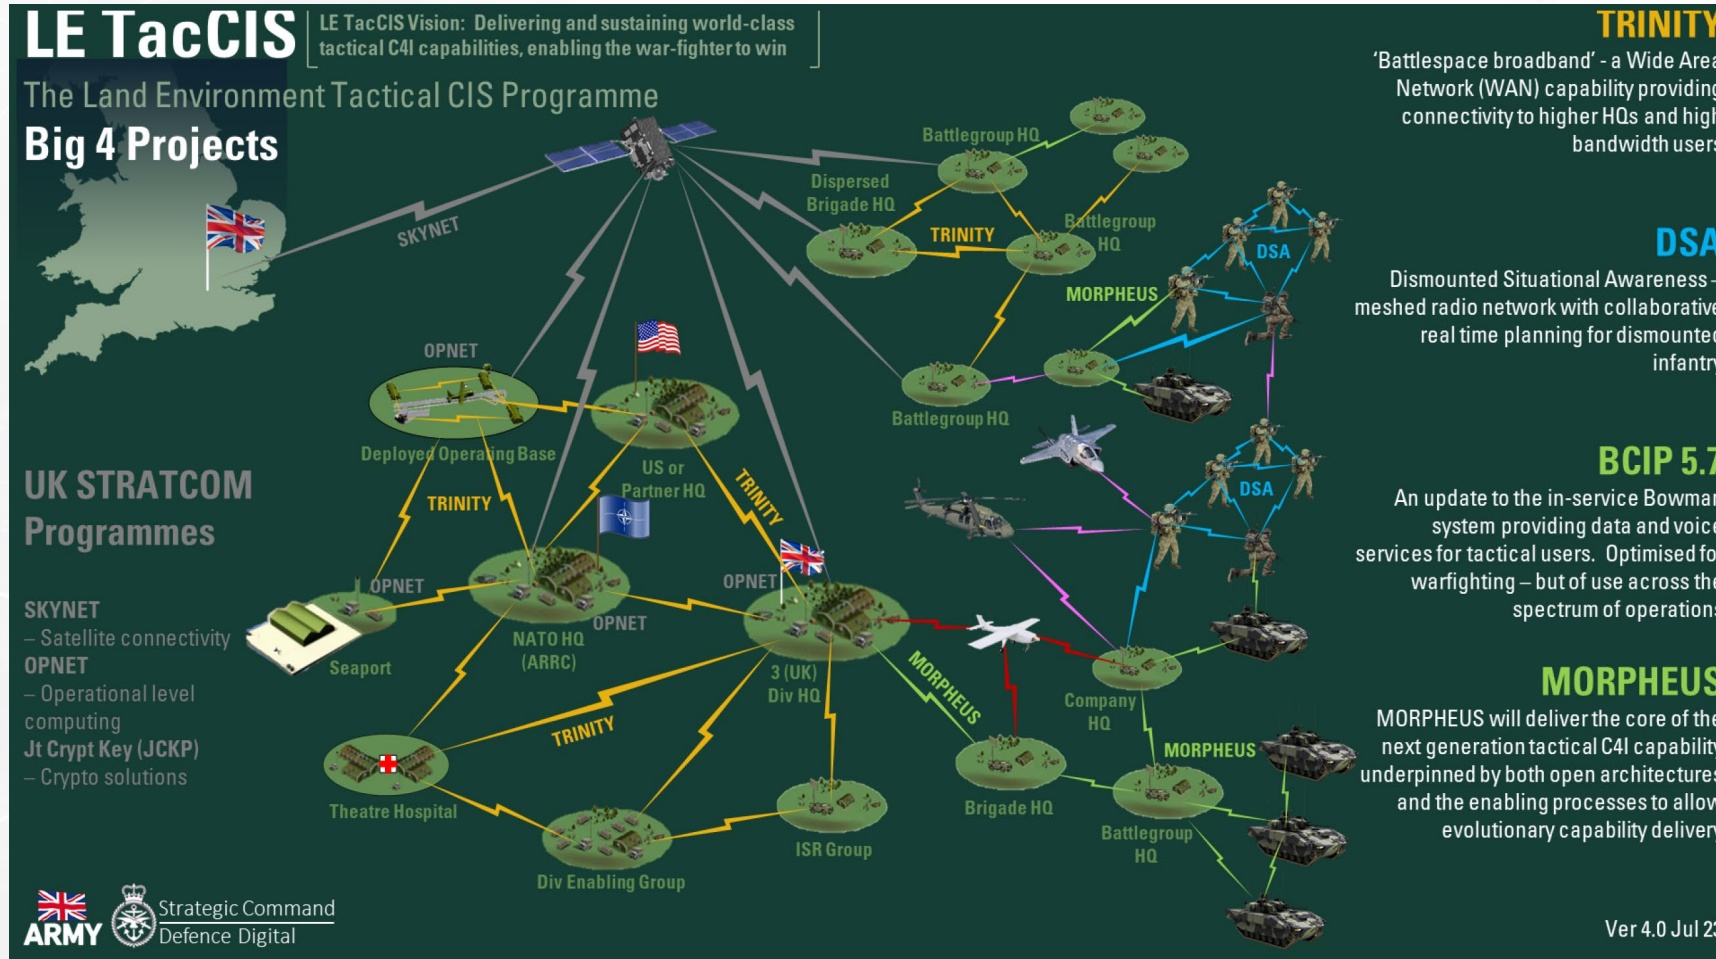 LE TacCIS
LE TacCIS Vision: Delivering and sustaining world-class
tactical C4I capabilities, enabling the war-fighter to win
The Land Environment Tactical CIS Programme
Big 4 Projects
SKYNET
OPNET
Deployed Operating Base
TRINITY
US or
Partner HQ
TRINITY
UK STRATCOM
Programmes
SKYNET
– Satellite connectivity
OPNET
– Operational level
computing
Jt Crypt Key (JCKP)
– Crypto solutions
OPNET
Seaport
NATO HQ
(ARRC)
OPNET
OPNET
3 (UK)
Div HQ
TRINITY
Theatre Hospital
Div Enabling Group
ISR Group
Battlegroup HQ
Dispersed
Brigade HQ
TRINITY
Battlegroup
HQ
MORPHEUS
DSA
Battlegroup HQ
DSA
Company
HQ
MORPHEUS
Brigade HQ
MORPHEUS
Battlegroup
HQ
TRINITY
‘Battlespace broadband’ - a Wide Area
Network (WAN) capability providing
connectivity to higher HQs and high
bandwidth users
DSA
Dismounted Situational Awareness –
meshed radio network with collaborative
real time planning for dismounted
infantry
BCIP 5.7
An update to the in-service Bowman
system providing data and voice
services for tactical users. Optimised fo
warfighting – but of use across the
spectrum of operations
MORPHEUS
MORPHEUS will deliver the core of the
next generation tactical C4I capability
underpinned by both open architectures
and the enabling processes to allow
evolutionary capability delivery
ARMY
Strategic Command
Defence Digital
Ver 4.0 Jul 23